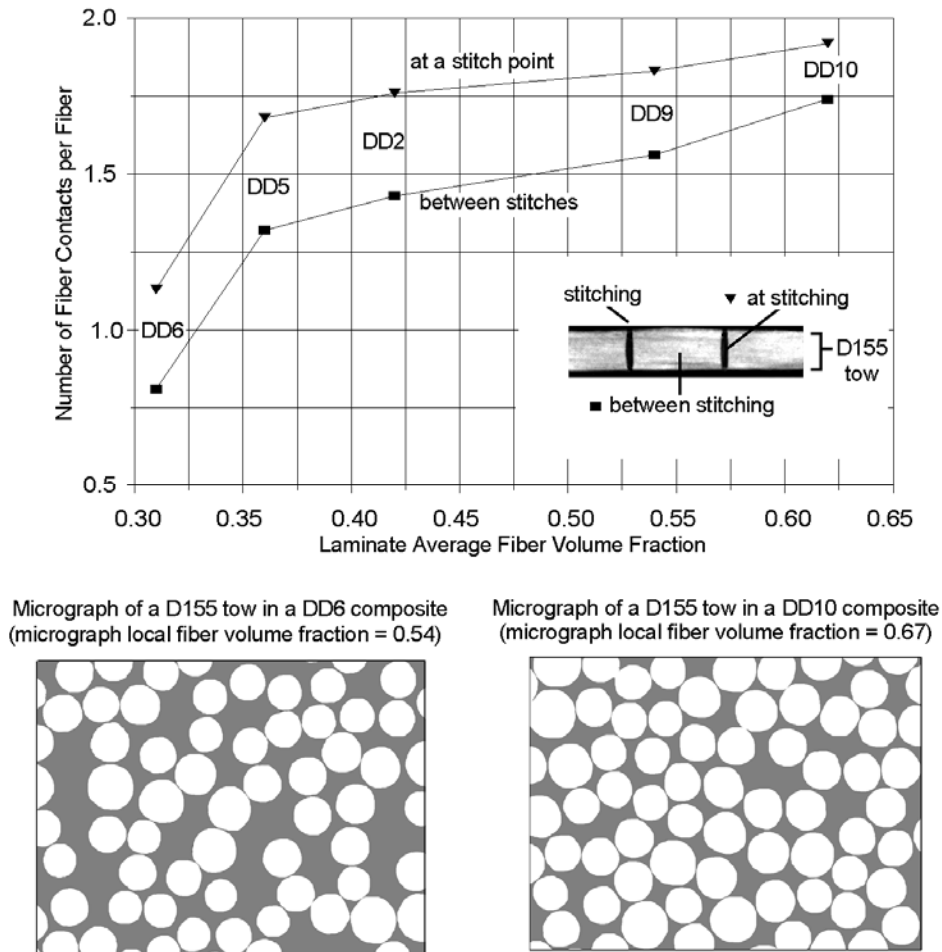 Number of Fiber Contacts per Fiber
2.0
1.5
1.0
0.5
at a stitch point
DD10
DD9
DD2
DD5
between stitches
DD6
stitching
▼ at stitching
D155
tow
■ between stitching
0.30 0.35 0.40 0.45 0.50 0.55 0.60 0.65
Laminate Average Fiber Volume Fraction
Micrograph of a D155 tow in a DD6 composite
(micrograph local fiber volume fraction = 0.54)
Micrograph of a D155 tow in a DD10 composite
(micrograph local fiber volume fraction = 0.67)